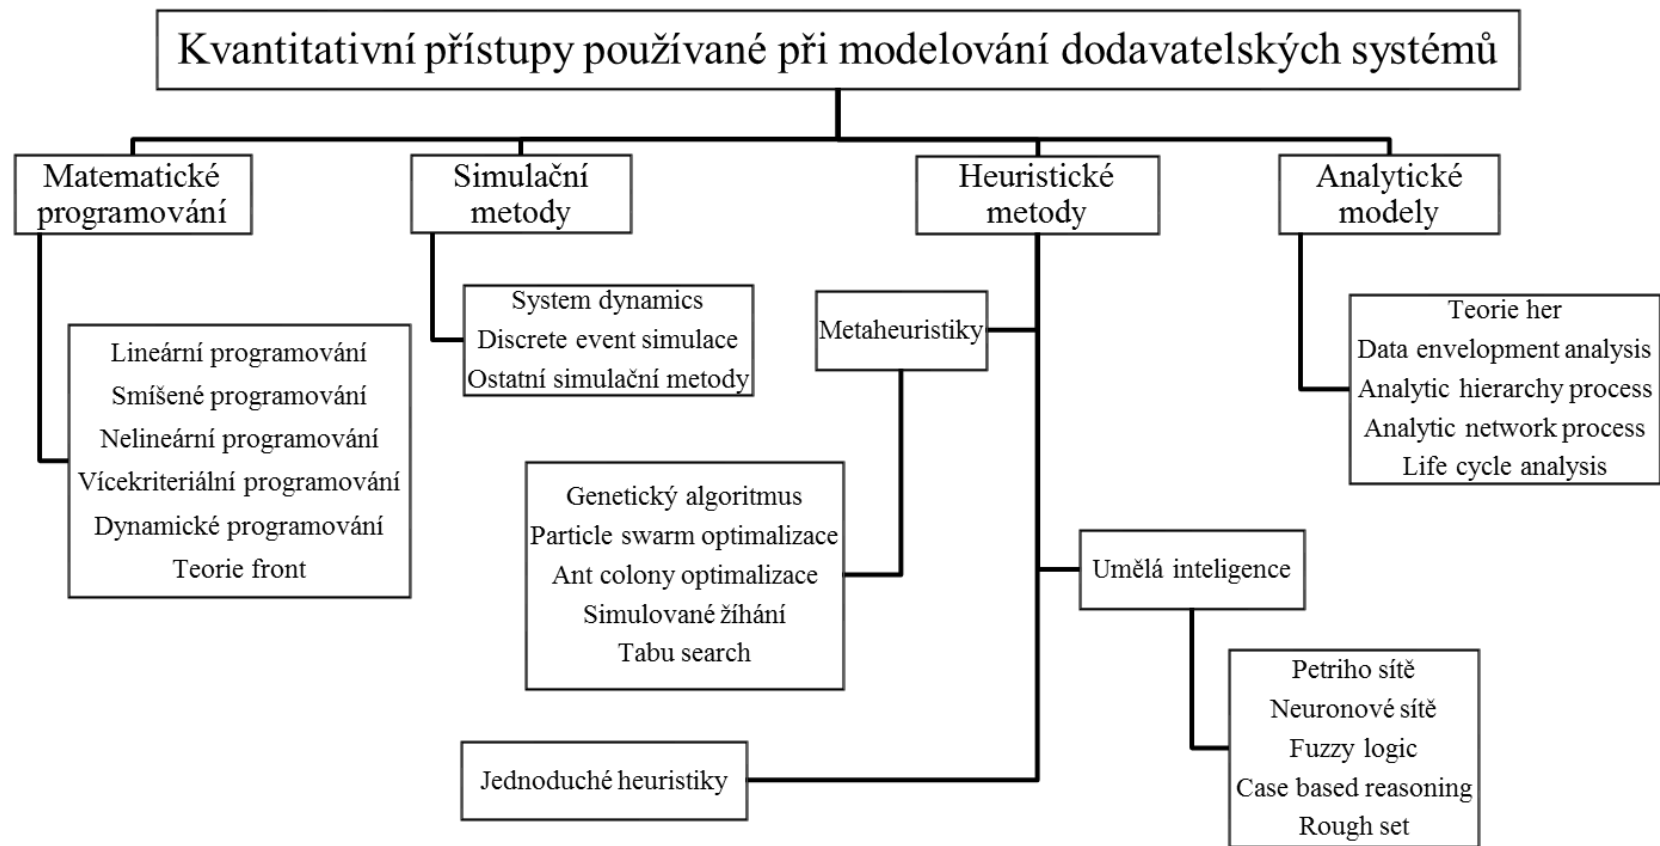 Kvantitativní přístupy používané při modelování dodavatelských systémů
Matematické
programování
Simulační
metody
Heuristické
metody
Analytické
modely
Lineární programování
Smíšené programování
Nelineární programování
Vícekriteriální programování
Dynamické programování
Teorie front
System dynamics
Discrete event simulace
Ostatní simulační metody
Metaheuristiky
Genetický algoritmus
Particle swarm optimalizace
Ant colony optimalizace
Simulované žíhání
Tabu search
Jednoduché heuristiky
Umělá inteligence
Petriho sítě
Neuronové sítě
Fuzzy logic
Case based reasoning
Rough set
Teorie her
Data envelopment analysis
Analytic hierarchy process
Analytic network process
Life cycle analysis